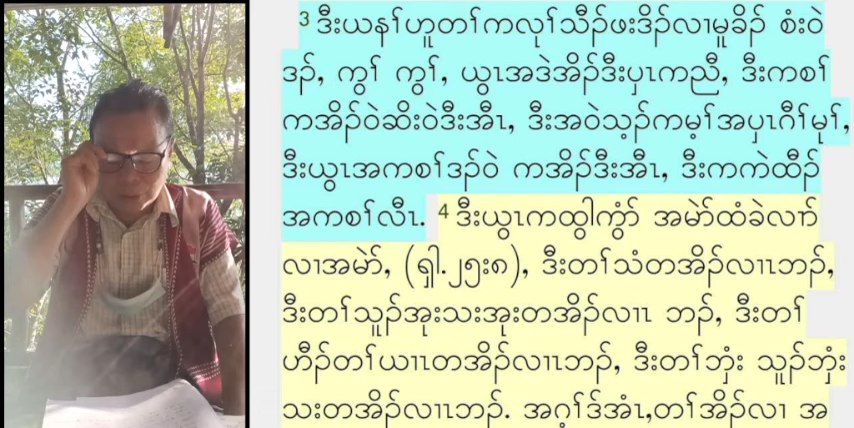 3 ဒီးယနၢ်ဟူတၢ်ကလုၢ်သီၣ်ဖးဒိၣ်လၢမူခိၣ် စံးဝဲ
ဒၣ်, ကွၢ် ကွၢ်, ယွၤအဒဲအိၣ်ဒီးပှၤကညီ, ဒီးကစၢ်
ကအိၣ်ဝဲဆိးဝဲဒီးအီၤ, ဒီးအဝဲသ့ၣ်ကမ့ၢ်အပှၤဂီၢ်မုၢ်,
ဒီးယွၤအကစၢ်ဒၣ်ဝဲ ကအိၣ်ဒီးအီၤ, ဒီးကကဲထီၣ်
အကစၢ်လီၤ. 4 ဒီးယွၤကထွါကွံာ် အမဲာ်ထံခဲလၢာ်
လၢအမဲာ်, (ရှါ.၂၅း၈), ဒီးတၢ်သံတအိၣ်လၢၤဘၣ်,
ဒီးတၢ်သူၣ်အုးသးအုးတအိၣ်လၢၤ ဘၣ်, ဒီးတၢ်
ဟီၣ်တၢ်ယၢၤတအိၣ်လၢၤဘၣ်, ဒီးတၢ်ဘှံး သူၣ်ဘှံး
သးတအိၣ်လၢၤဘၣ်. အဂ့ၢ်ဒ်အံၤ,တၢ်အိၣ်လၢ အ